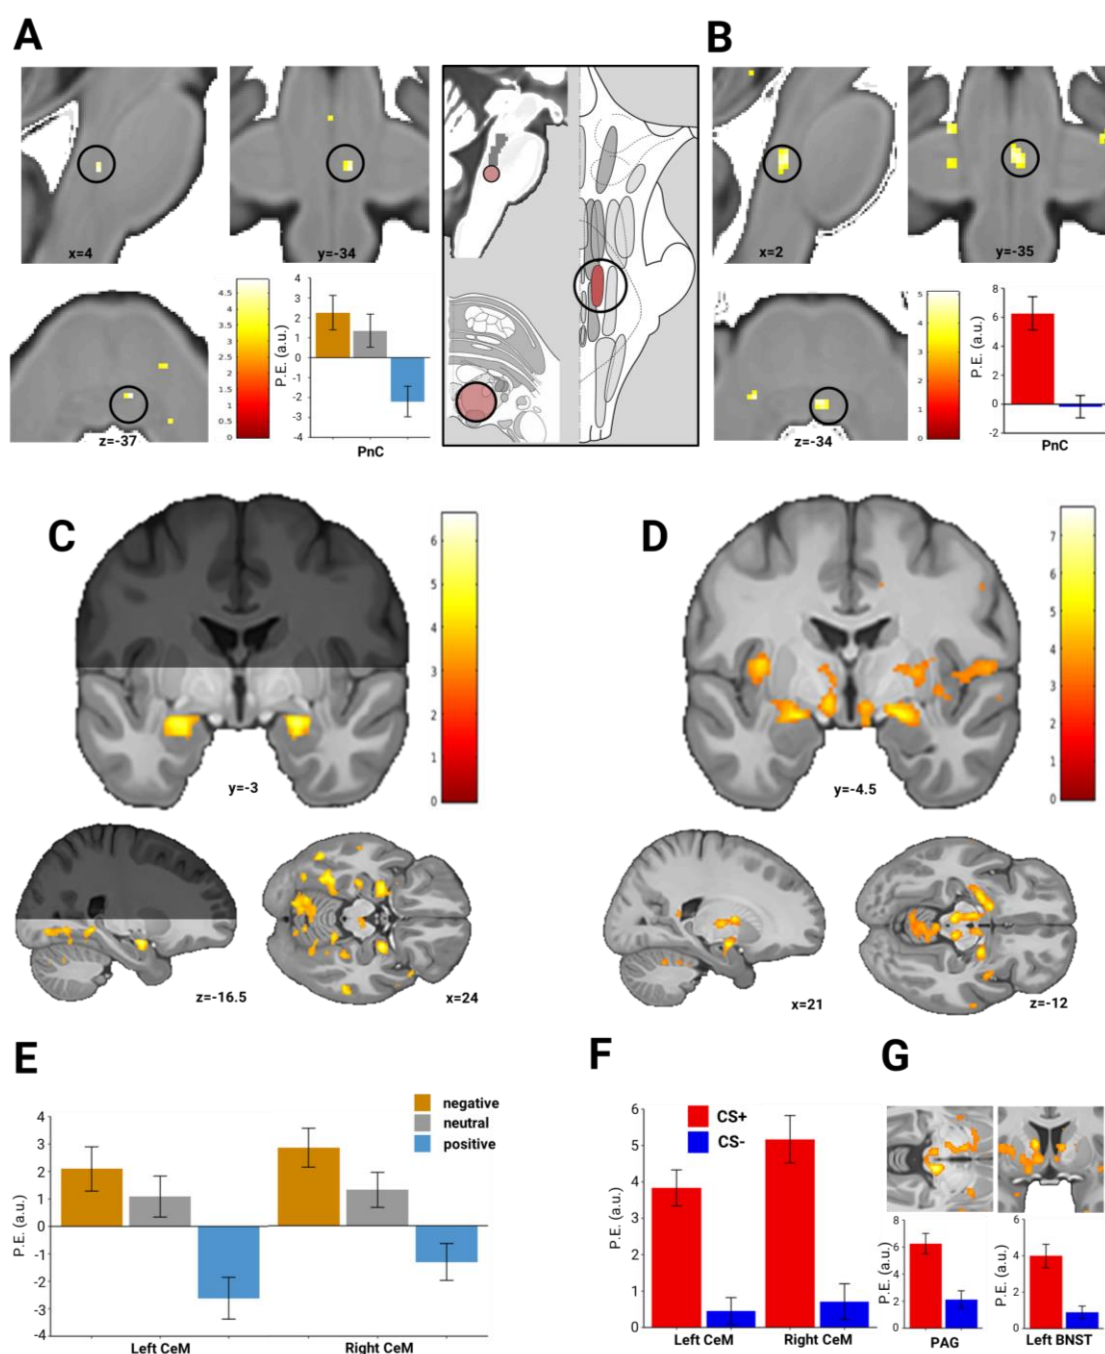 A
B
x=4
y=-34
x=2
y=-35
4.5
4
3.5
3
2.5
2
1.5
1
0.5
0
P.E. (a.u.)
4
3
2
1
0
-1
-2
-3
-4
PnC
z=-37
5
4
3
2
1
0
P.E. (a.u.)
8
6
4
2
0
-2
PnC
z=-34
C
D
6
5
4
3
2
1
0
y=-3
7
6
5
4
3
2
1
0
y=-4.5
z=-16.5
x=24
x=21
z=-12
E
P.E. (a.u.)
4
3
2
1
0
-1
-2
-3
-4
negative
neutral
positive
Left CeM
Right CeM
F
P.E. (a.u.)
6
5
4
3
2
1
0
CS+
CS-
Left CeM
Right CeM
G
P.E. (a.u.)
8
6
4
2
0
PAG
P.E. (a.u.)
6
4
2
0
Left BNST